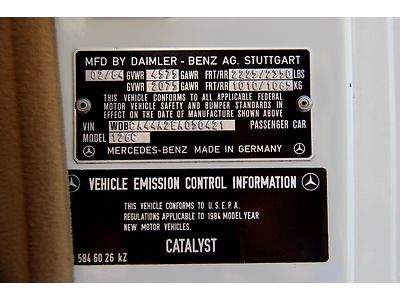 MFD BY DAIMLER - BENZ AG. STUTTGART
02/84 GVWR 4575 GAWR FRT/RR 2225/2350 LBS
GVWR 2075 GAWR FRT/RR 1010/1065 KG
THIS VEHICLE CONFORMS TO ALL APPLICABLE FEDERAL
MOTOR VEHICLE SAFETY AND BUMPER STANDARDS IN
EFFECT ON THE DATE OF MANUFACTURE SHOWN ABOVE
VIN WDBCA44A2EA050421 PASSENGER CAR
MODEL 126C
MERCEDES-BENZ MADE IN GERMANY
VEHICLE EMISSION CONTROL INFORMATION
THIS VEHICLE CONFORMS TO U.S.E.P.A.
REGULATIONS APPLICABLE TO 1984 MODEL YEAR
NEW MOTOR VEHICLES.
CATALYST
584 60 26 kZ